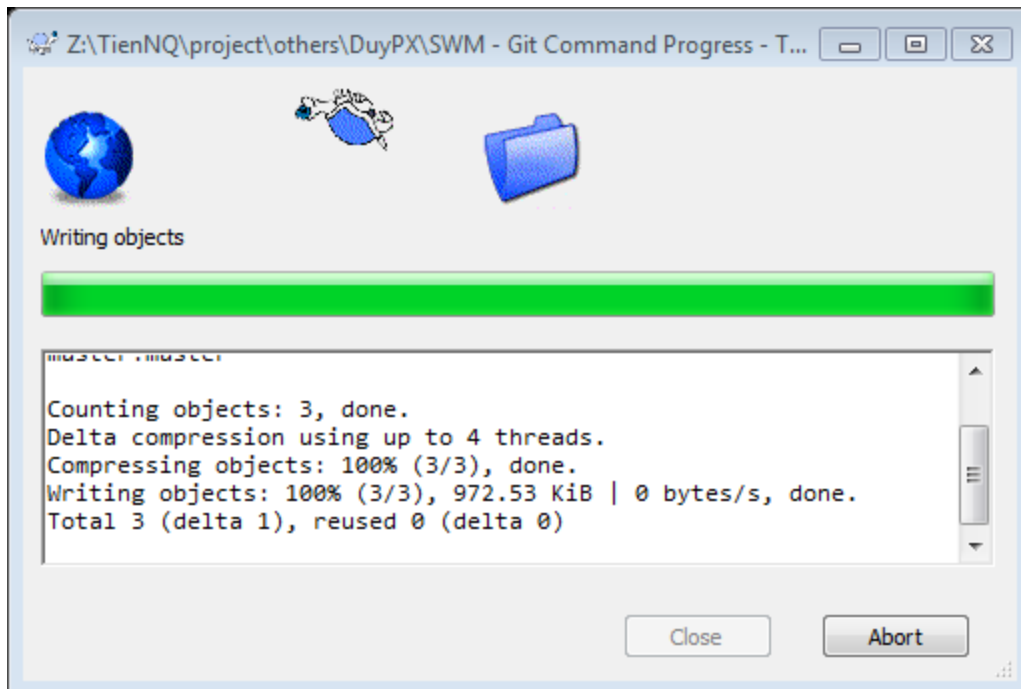 Z:\TienNQ\project\others\DuyPX\SWM - Git Command Progress - T...
Writing objects
master:master
Counting objects: 3, done.
Delta compression using up to 4 threads.
Compressing objects: 100% (3/3), done.
Writing objects: 100% (3/3), 972.53 KiB | 0 bytes/s, done.
Total 3 (delta 1), reused 0 (delta 0)
Close
Abort